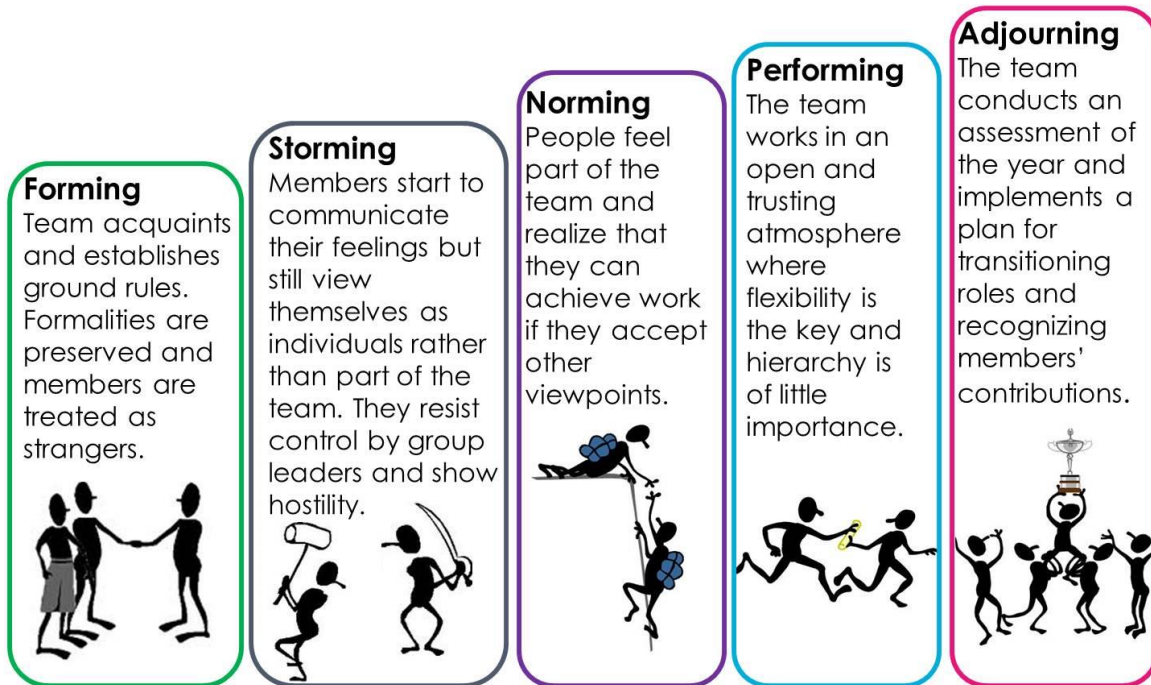 Forming
Team acquaints
and establishes
ground rules.
Formalities are
preserved and
members are
treated as
strangers.
Storming
Members start to
communicate
their feelings but
still view
themselves as
individuals rather
than part of the
team. They resist
control by group
leaders and show
hostility.
Norming
People feel
part of the
team and
realize that
they can
achieve work
if they accept
other
viewpoints.
Performing
The team
works in an
open and
trusting
atmosphere
where
flexibility is
the key and
hierarchy is
of little
importance.
Adjourning
The team
conducts an
assessment of
the year and
implements a
plan for
transitioning
roles and
recognizing
members’
contributions.